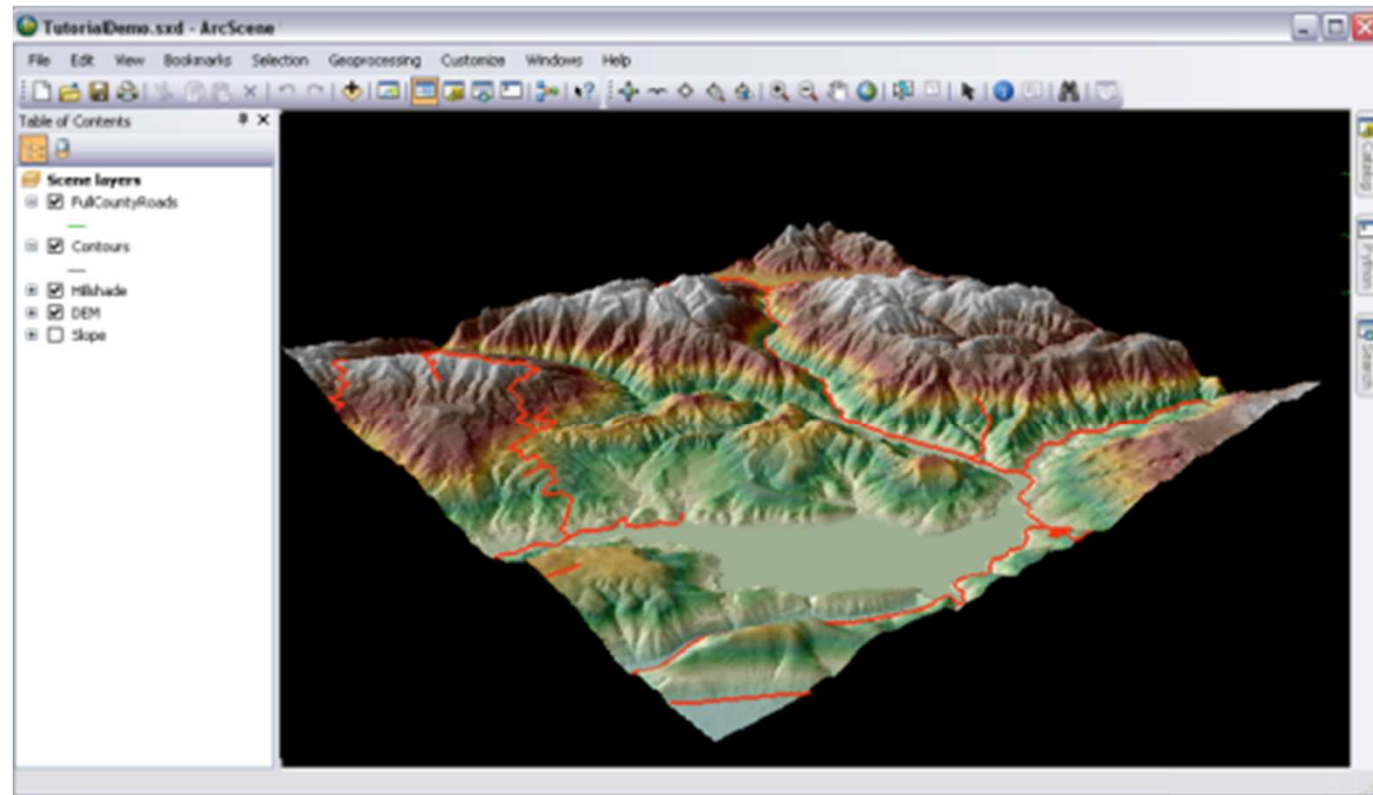 TutorialDemo.sxd - ArcScene
File Edit View Bookmarks Selection Geoprocessing Customize Windows Help
Table of Contents
Scene layers
FullCountyRoads
Contours
Hillshade
DEM
Slope
Catalog
Python
Search